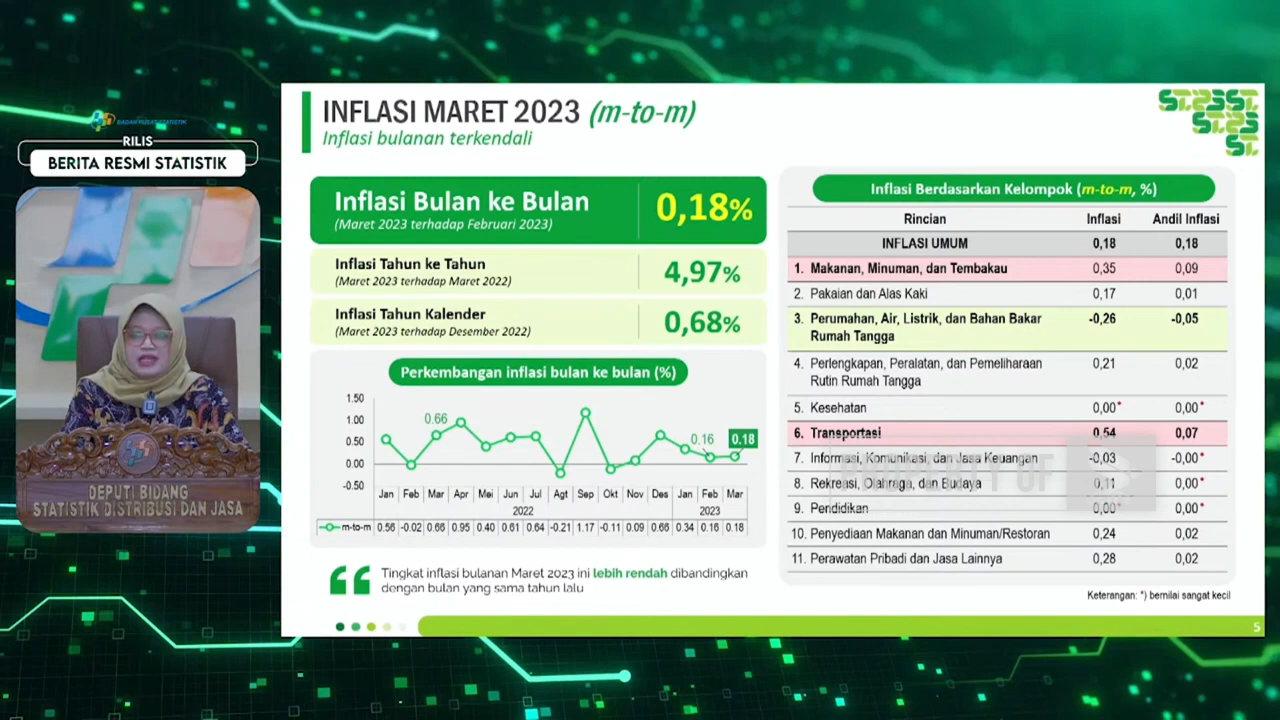 BADAN PUSAT STATISTIK
RILIS
BERITA RESMI STATISTIK
DEPUTI BIDANG
STATISTIK DISTRIBUSI DAN JASA
INFLASI MARET 2023 (m-to-m)
Inflasi bulanan terkendali
Inflasi Bulan ke Bulan
(Maret 2023 terhadap Februari 2023)
0,18%
Inflasi Tahun ke Tahun
(Maret 2023 terhadap Maret 2022)
4,97%
Inflasi Tahun Kalender
(Maret 2023 terhadap Desember 2022)
0,68%
Perkembangan inflasi bulan ke bulan (%)
1.50
1.00
0.50
0.00
-0.50
0.66
0.16
0.18
Jan Feb Mar Apr Mei Jun Jul Agt Sep Okt Nov Des Jan Feb Mar
2022 2023
m-to-m 0.56 -0.02 0.66 0.95 0.40 0.61 0.64 -0.21 1.17 -0.11 0.09 0.66 0.34 0.16 0.18
Tingkat inflasi bulanan Maret 2023 ini lebih rendah dibandingkan
dengan bulan yang sama tahun lalu
Inflasi Berdasarkan Kelompok (m-to-m, %)
Rincian Inflasi Andil Inflasi
INFLASI UMUM 0,18 0,18
1. Makanan, Minuman, dan Tembakau 0,35 0,09
2. Pakaian dan Alas Kaki 0,17 0,01
3. Perumahan, Air, Listrik, dan Bahan Bakar -0,26 -0,05
Rumah Tangga
4. Perlengkapan, Peralatan, dan Pemeliharaan 0,21 0,02
Rutin Rumah Tangga
5. Kesehatan 0,00* 0,00*
6. Transportasi 0,54 0,07
7. Informasi, Komunikasi, dan Jasa Keuangan -0,03 -0,00*
8. Rekreasi, Olahraga, dan Budaya 0,11 0,00*
9. Pendidikan 0,00* 0,00*
10. Penyediaan Makanan dan Minuman/Restoran 0,24 0,02
11. Perawatan Pribadi dan Jasa Lainnya 0,28 0,02
PROPERTY OF
Keterangan: *) bernilai sangat kecil
5